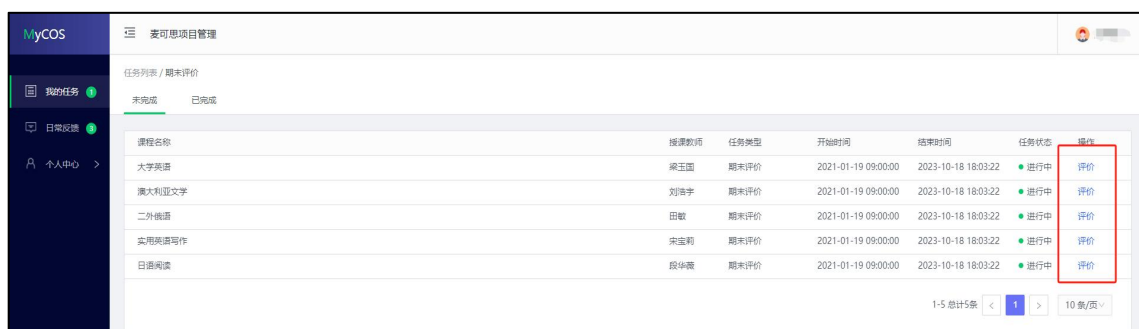 MyCOS 麦可思项目管理
任务列表 / 期末评价
我的任务 1
未完成 已完成
日常反馈 3
个人中心
课程名称 授课教师 任务类型 开始时间 结束时间 任务状态 操作
大学英语 梁玉国 期末评价 2021-01-19 09:00:00 2023-10-18 18:03:22 进行中 评价
澳大利亚文学 刘浩宇 期末评价 2021-01-19 09:00:00 2023-10-18 18:03:22 进行中 评价
二外俄语 田敏 期末评价 2021-01-19 09:00:00 2023-10-18 18:03:22 进行中 评价
实用英语写作 宋宝莉 期末评价 2021-01-19 09:00:00 2023-10-18 18:03:22 进行中 评价
日语阅读 段华薇 期末评价 2021-01-19 09:00:00 2023-10-18 18:03:22 进行中 评价
1-5 总计5条 < 1 > 10 条/页